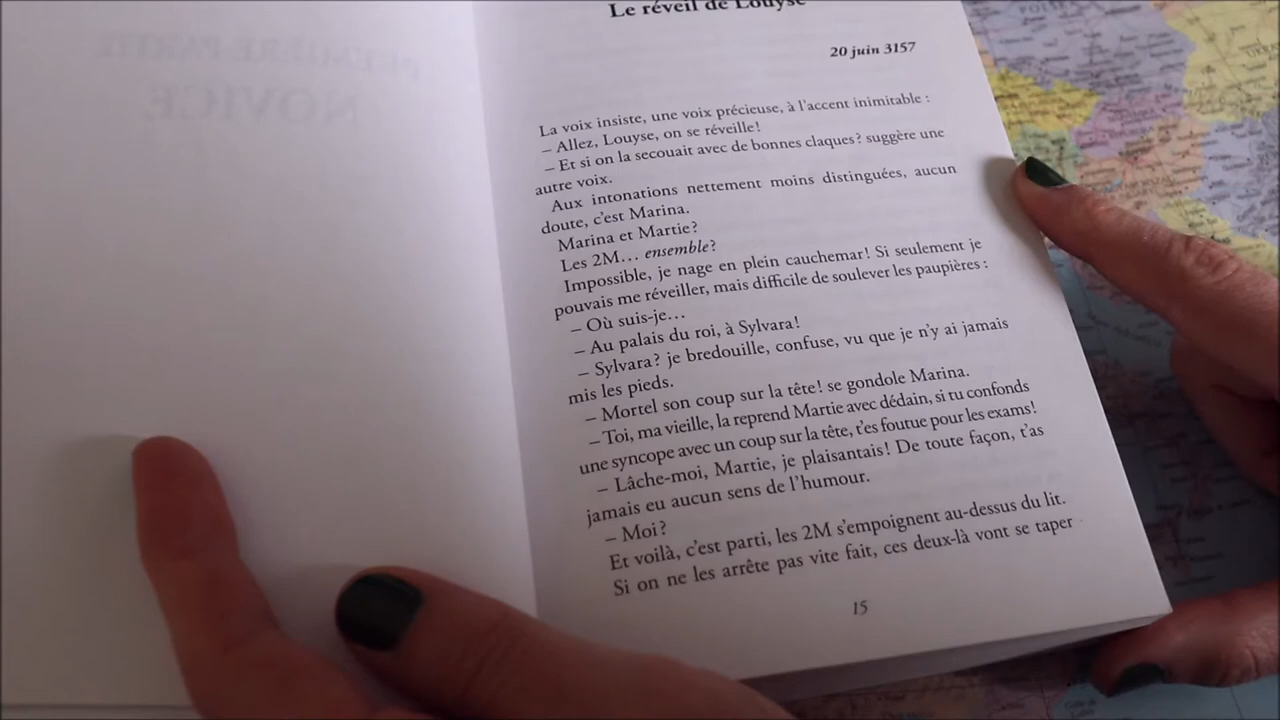 PREMIÈRE PARTIE
NOVICE
Le réveil de Louyse
20 juin 3157
La voix insiste, une voix précieuse, à l'accent inimitable :
– Allez, Louyse, on se réveille !
– Et si on la secouait avec de bonnes claques ? suggère une
autre voix.
Aux intonations nettement moins distinguées, aucun
doute, c'est Marina.
Marina et Martie ?
Les 2M… ensemble ?
Impossible, je nage en plein cauchemar ! Si seulement je
pouvais me réveiller, mais difficile de soulever les paupières :
– Où suis-je…
– Au palais du roi, à Sylvara !
– Sylvara ? je bredouille, confuse, vu que je n'y ai jamais
mis les pieds.
– Mortel son coup sur la tête ! se gondole Marina.
– Toi, ma vieille, la reprend Martie avec dédain, si tu confonds
une syncope avec un coup sur la tête, t'es foutue pour les exams !
– Lâche-moi, Martie, je plaisantais ! De toute façon, t'as
jamais eu aucun sens de l'humour.
– Moi ?
Et voilà, c'est parti, les 2M s'empoignent au-dessus du lit.
Si on ne les arrête pas vite fait, ces deux-là vont se taper
15